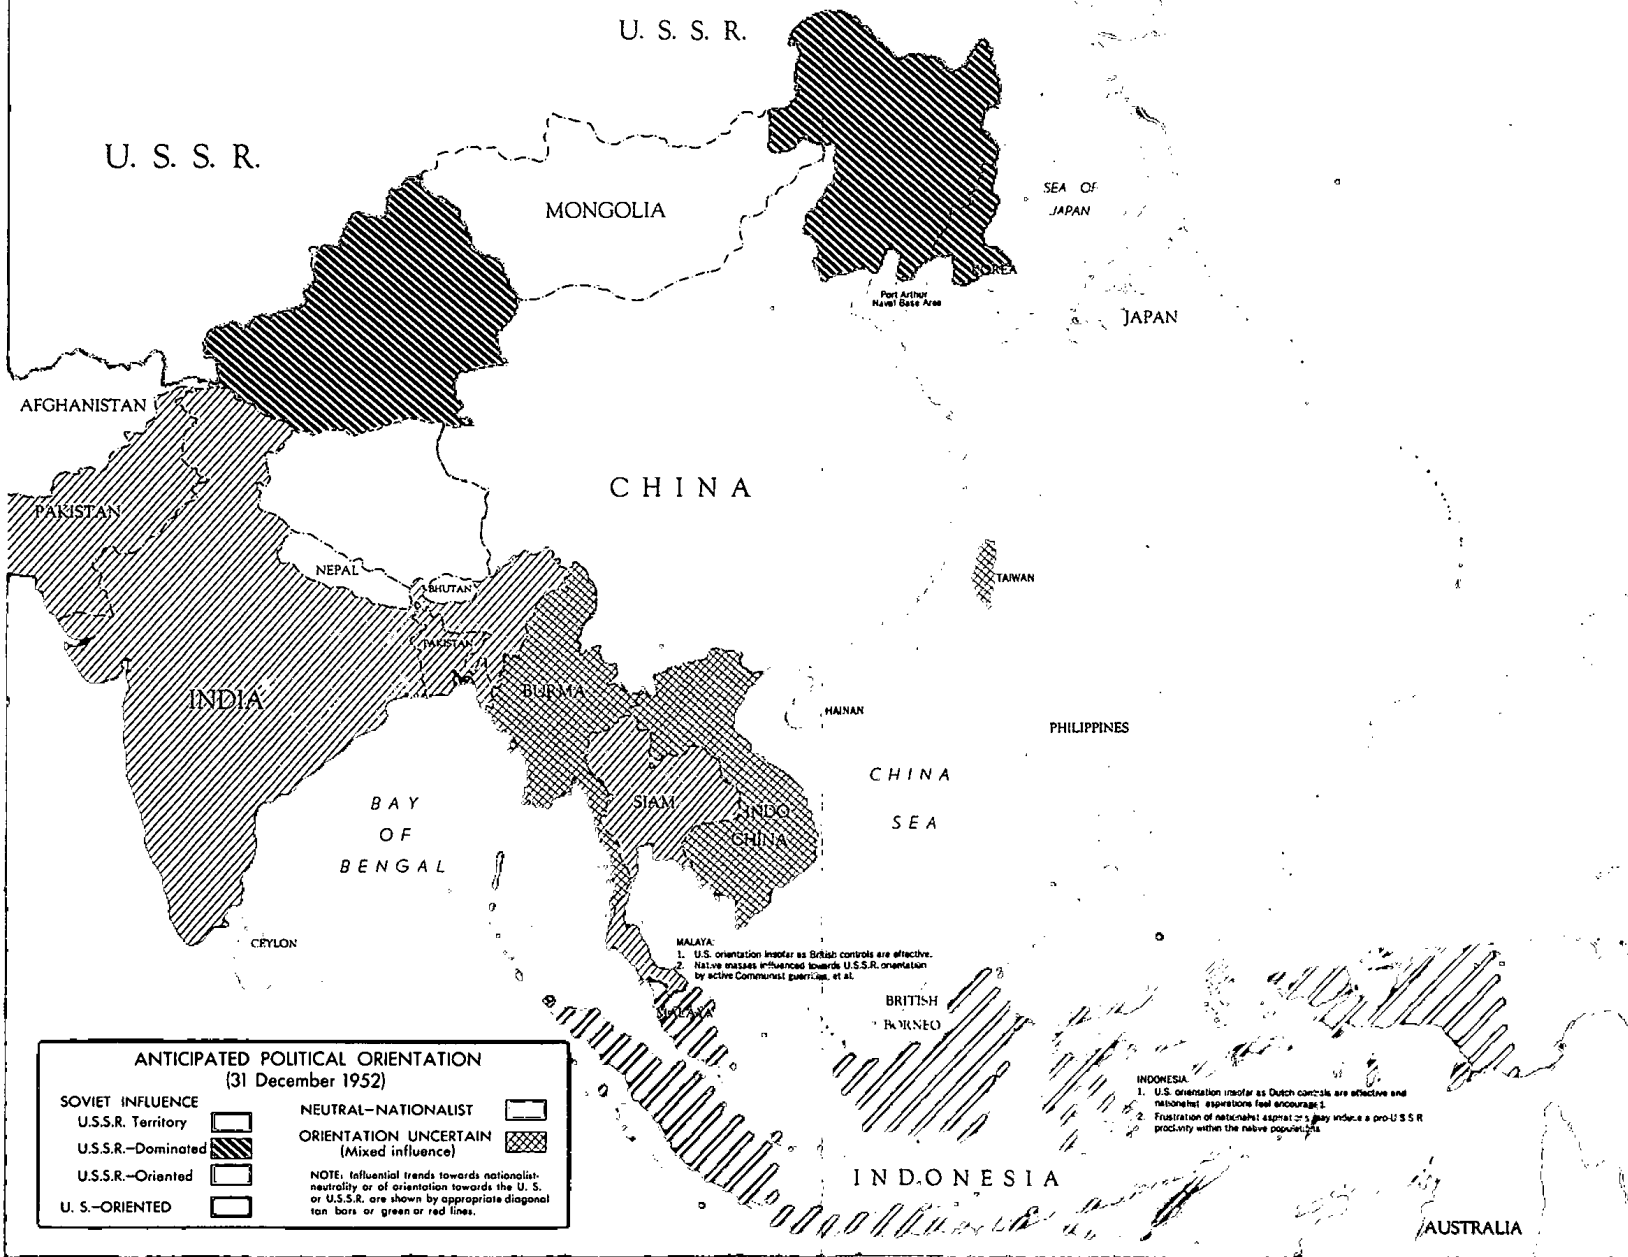 U. S. S. R.
U. S. S. R.
MONGOLIA
SEA OF
JAPAN
KOREA
Port Arthur
Naval Base Area
JAPAN
AFGHANISTAN
CHINA
PAKISTAN
NEPAL
BHUTAN
TAIWAN
PAKISTAN
INDIA
BURMA
HAINAN
PHILIPPINES
CHINA
SEA
BAY
OF
BENGAL
SIAM
INDO
CHINA
CEYLON
MALAYA:
1. U.S. orientation insofar as British controls are effective.
2. Native masses influenced towards U.S.S.R. orientation
by active Communist guerrillas, et al.
MALAYA
BRITISH
BORNEO
INDONESIA
1. U.S. orientation insofar as Dutch controls are effective and
nationalist aspirations feel encouraged.
2. Frustration of nationalist aspirations may induce a pro-U S S R
proclivity within the native populations
INDONESIA
AUSTRALIA
ANTICIPATED POLITICAL ORIENTATION
(31 December 1952)
SOVIET INFLUENCE
U.S.S.R. Territory
U.S.S.R.-Dominated
U.S.S.R.-Oriented
U. S.-ORIENTED
NEUTRAL-NATIONALIST
ORIENTATION UNCERTAIN
(Mixed influence)
NOTE: Influential trends towards nationalist-
neutrality or of orientation towards the U. S.
or U.S.S.R. are shown by appropriate diagonal
tan bars or green or red lines.